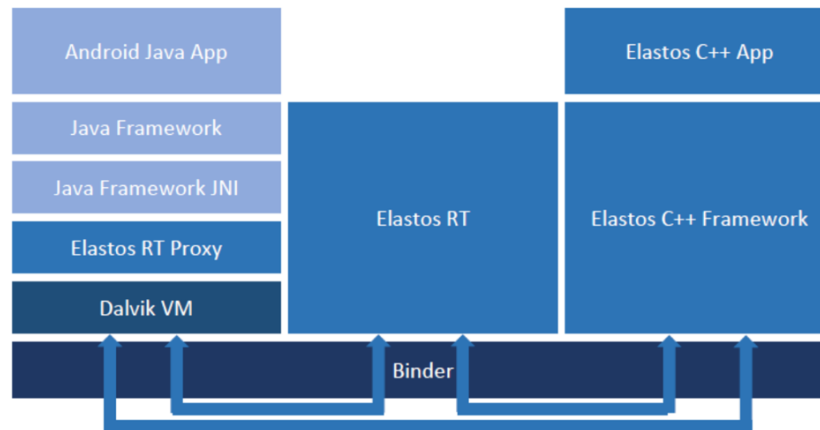 Android Java App
Elastos C++ App
Java Framework
Java Framework JNI
Elastos RT
Elastos C++ Framework
Elastos RT Proxy
Dalvik VM
Binder